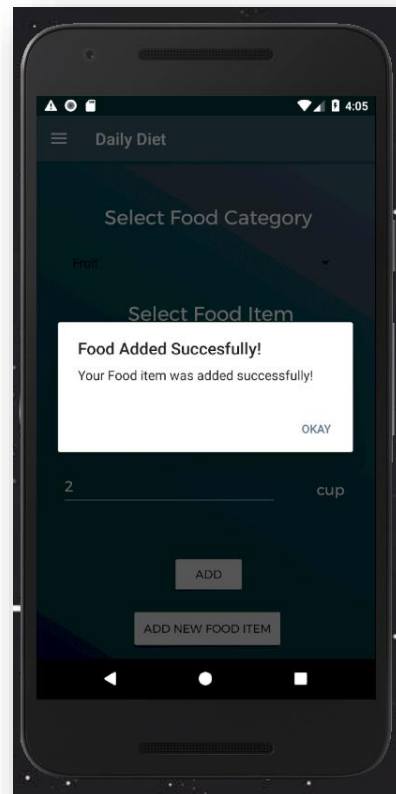 4:05
Daily Diet
Select Food Category
Fruit
Select Food Item
Food Added Succesfully!
Your Food item was added successfully!
OKAY
2 cup
ADD
ADD NEW FOOD ITEM